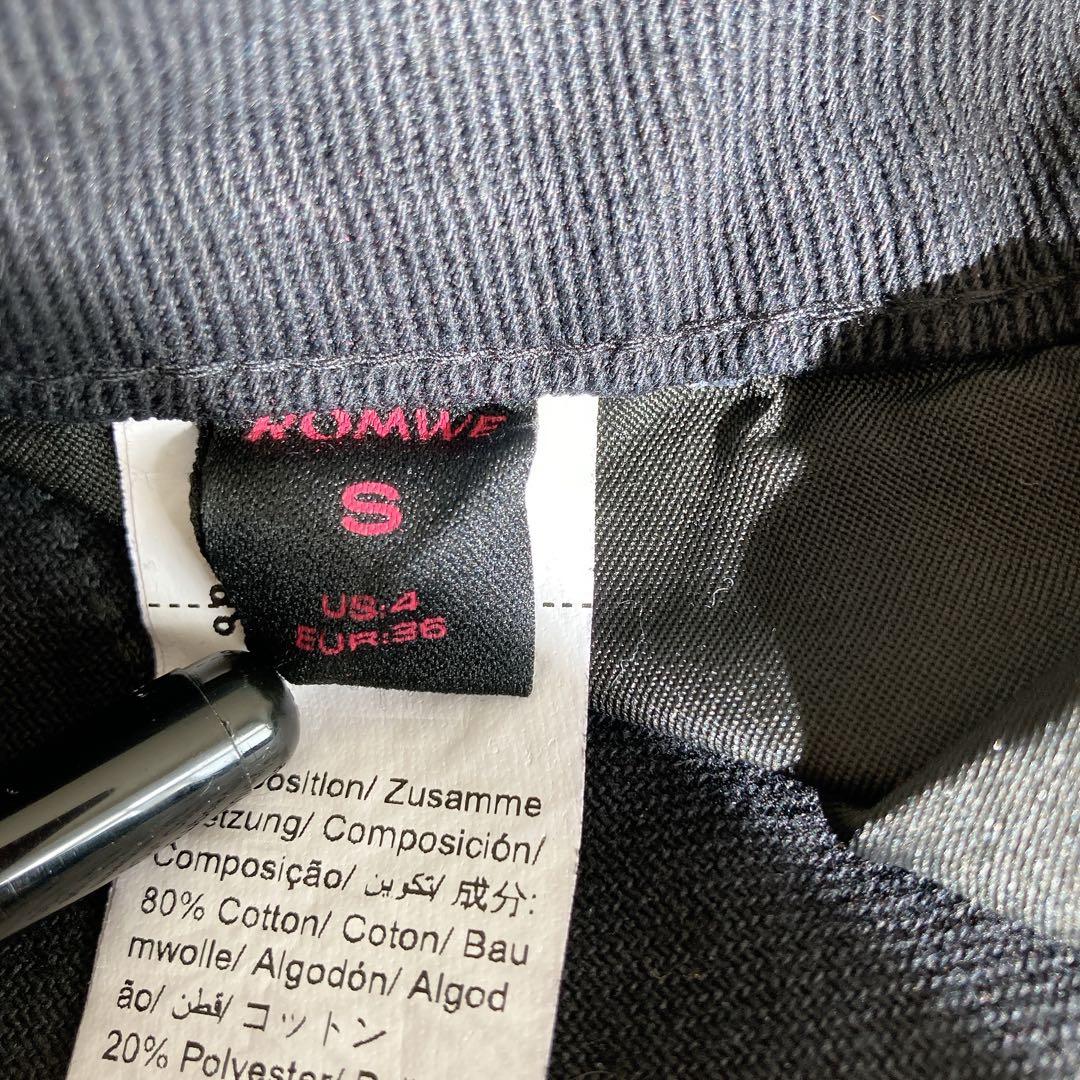 ROMWE
S
US:4
EUR:36
osition/ Zusamme
etzung/ Composición/
Composição/ تكوين/ 成分:
80% Cotton/ Coton/ Bau
mwolle/ Algodón/ Algod
ão/ قطن/ コットン
20% Polyester/